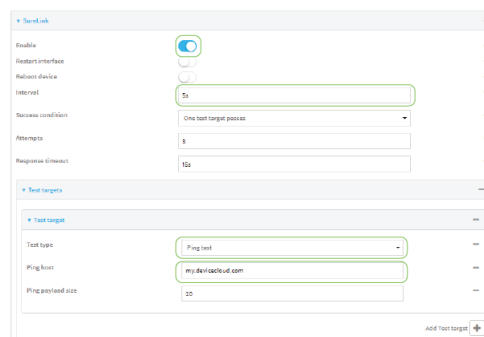 SureLink
Enable
Restart interface
Reboot device
Interval
5s
Success condition
One test target passes
Attempts
3
Response timeout
15s
Test targets
Test target
Test type
Ping test
Ping host
my.devicecloud.com
Ping payload size
20
Add Test target